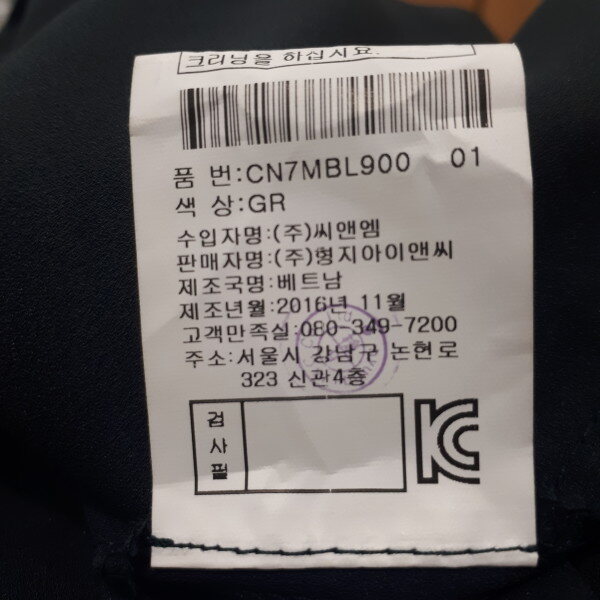 크리닝을 하십시요.
품 번:CN7MBL900 01
색 상:GR
수입자명:(주)씨앤엠
판매자명:(주)형지아이앤씨
제조국명:베트남
제조년월:2016년 11월
고객만족실:080-349-7200
주소:서울시 강남구 논현로
323 신관4층
검
사
필
KC